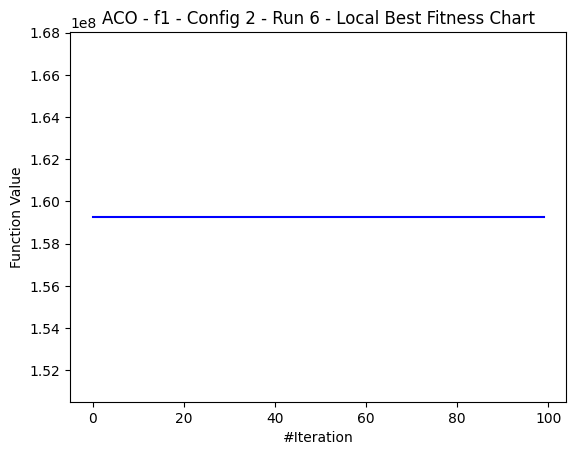 ACO - f1 - Config 2 - Run 6 - Local Best Fitness Chart
1e8
1.68
1.66
1.64
1.62
1.60
1.58
1.56
1.54
1.52
Function Value
0 20 40 60 80 100
#Iteration